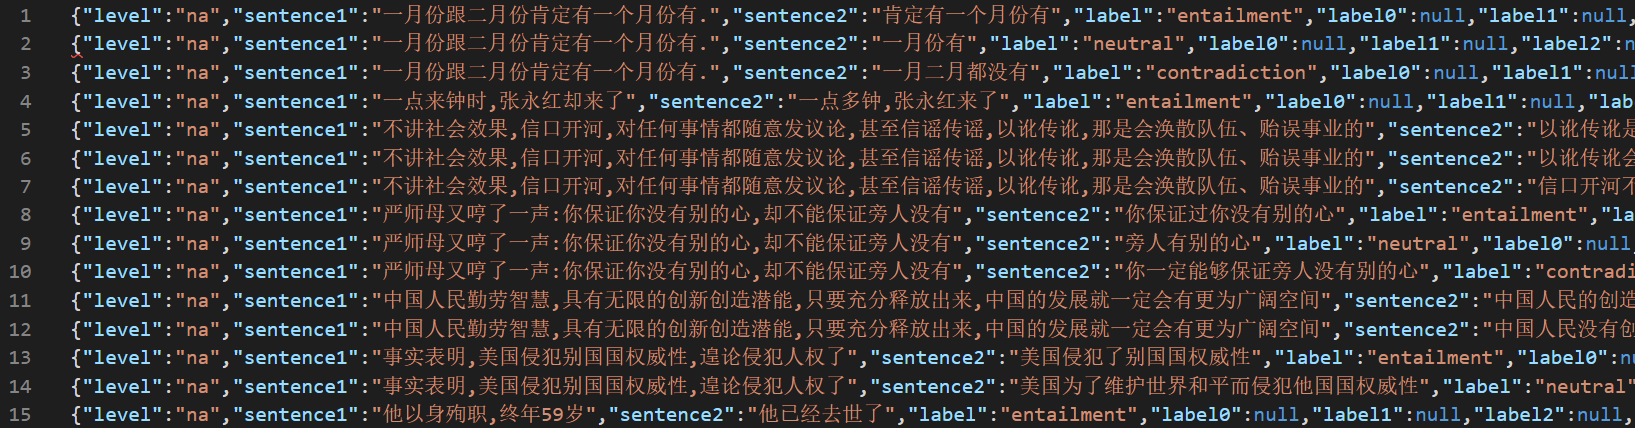 1 {"level":"na","sentence1":"一月份跟二月份肯定有一个月份有.","sentence2":"肯定有一个月份有","label":"entailment","label0":null,"label1":null,
2 {"level":"na","sentence1":"一月份跟二月份肯定有一个月份有.","sentence2":"一月份有","label":"neutral","label0":null,"label1":null,"label2":n
3 {"level":"na","sentence1":"一月份跟二月份肯定有一个月份有.","sentence2":"一月二月都没有","label":"contradiction","label0":null,"label1":null
4 {"level":"na","sentence1":"一点来钟时,张永红却来了","sentence2":"一点多钟,张永红来了","label":"entailment","label0":null,"label1":null,"lab
5 {"level":"na","sentence1":"不讲社会效果,信口开河,对任何事情都随意发议论,甚至信谣传谣,以讹传讹,那是会涣散队伍、贻误事业的","sentence2":"以讹传讹是
6 {"level":"na","sentence1":"不讲社会效果,信口开河,对任何事情都随意发议论,甚至信谣传谣,以讹传讹,那是会涣散队伍、贻误事业的","sentence2":"以讹传讹会
7 {"level":"na","sentence1":"不讲社会效果,信口开河,对任何事情都随意发议论,甚至信谣传谣,以讹传讹,那是会涣散队伍、贻误事业的","sentence2":"信口开河不
8 {"level":"na","sentence1":"严师母又哼了一声:你保证你没有别的心,却不能保证旁人没有","sentence2":"你保证过你没有别的心","label":"entailment","la
9 {"level":"na","sentence1":"严师母又哼了一声:你保证你没有别的心,却不能保证旁人没有","sentence2":"旁人有别的心","label":"neutral","label0":null,
10 {"level":"na","sentence1":"严师母又哼了一声:你保证你没有别的心,却不能保证旁人没有","sentence2":"你一定能够保证旁人没有别的心","label":"contradi
11 {"level":"na","sentence1":"中国人民勤劳智慧,具有无限的创新创造潜能,只要充分释放出来,中国的发展就一定会有更为广阔空间","sentence2":"中国人民的创造
12 {"level":"na","sentence1":"中国人民勤劳智慧,具有无限的创新创造潜能,只要充分释放出来,中国的发展就一定会有更为广阔空间","sentence2":"中国人民没有创
13 {"level":"na","sentence1":"事实表明,美国侵犯别国国权威性,遑论侵犯人权了","sentence2":"美国侵犯了别国国权威性","label":"entailment","label0":nu
14 {"level":"na","sentence1":"事实表明,美国侵犯别国国权威性,遑论侵犯人权了","sentence2":"美国为了维护世界和平而侵犯他国国权威性","label":"neutral"
15 {"level":"na","sentence1":"他以身殉职,终年59岁","sentence2":"他已经去世了","label":"entailment","label0":null,"label1":null,"label2":null,